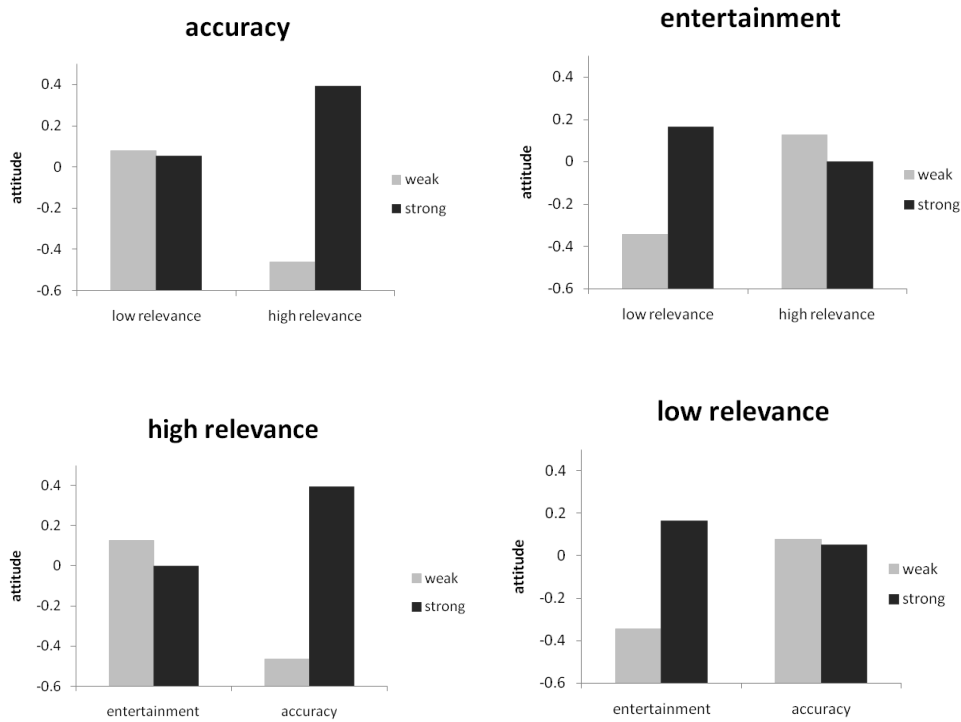 accuracy
0.4
0.2
0
-0.2
-0.4
-0.6
attitude
low relevance high relevance
weak
strong
entertainment
0.4
0.2
0
-0.2
-0.4
-0.6
attitude
low relevance high relevance
weak
strong
high relevance
0.4
0.2
0
-0.2
-0.4
-0.6
attitude
entertainment accuracy
weak
strong
low relevance
0.4
0.2
0
-0.2
-0.4
-0.6
attitude
entertainment accuracy
weak
strong